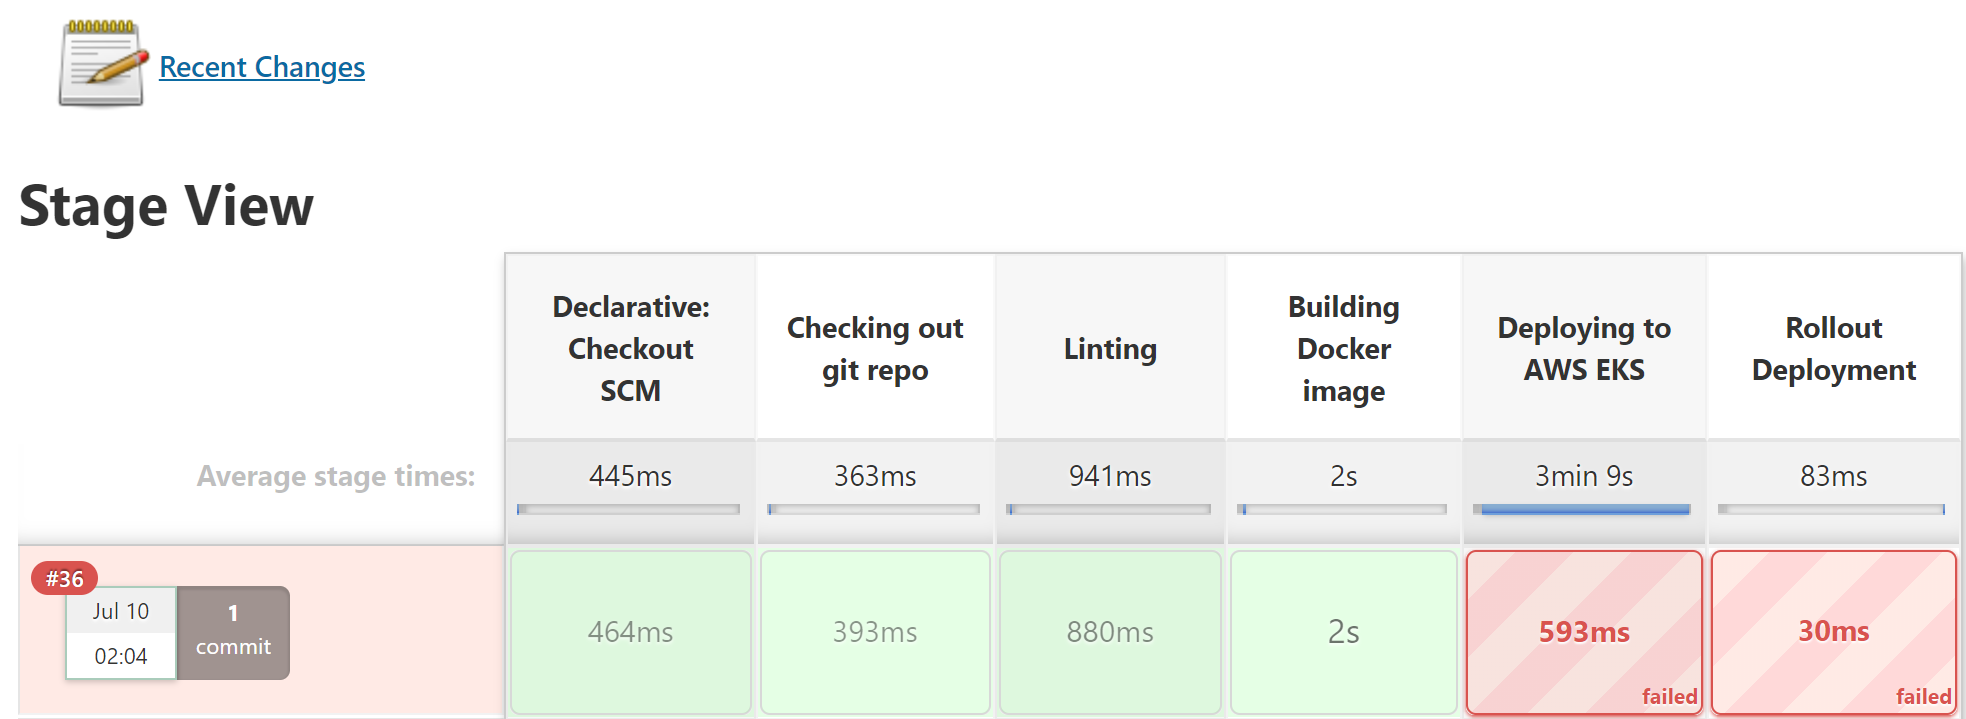 Recent Changes
Stage View
Declarative:
Checkout
SCM
Checking out
git repo
Linting
Building
Docker
image
Deploying to
AWS EKS
Rollout
Deployment
Average stage times:
445ms
363ms
941ms
2s
3min 9s
83ms
#36
Jul 10
02:04
1
commit
464ms
393ms
880ms
2s
593ms
failed
30ms
failed